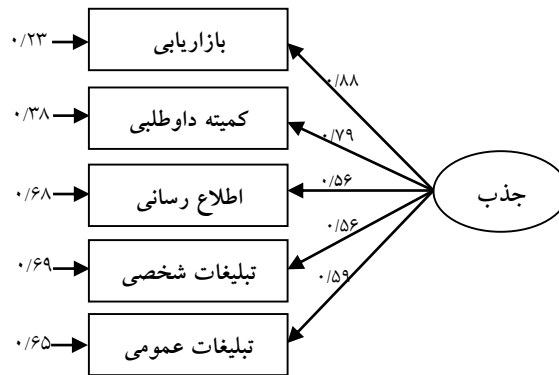 ۰/۲۳
بازاریابی
۰/۸۸
۰/۳۸
کمیته داوطلبی
۰/۷۹
۰/۶۸
اطلاع رسانی
۰/۵۶
جذب
۰/۶۹
تبلیغات شخصی
۰/۵۶
۰/۶۵
تبلیغات عمومی
۰/۵۹